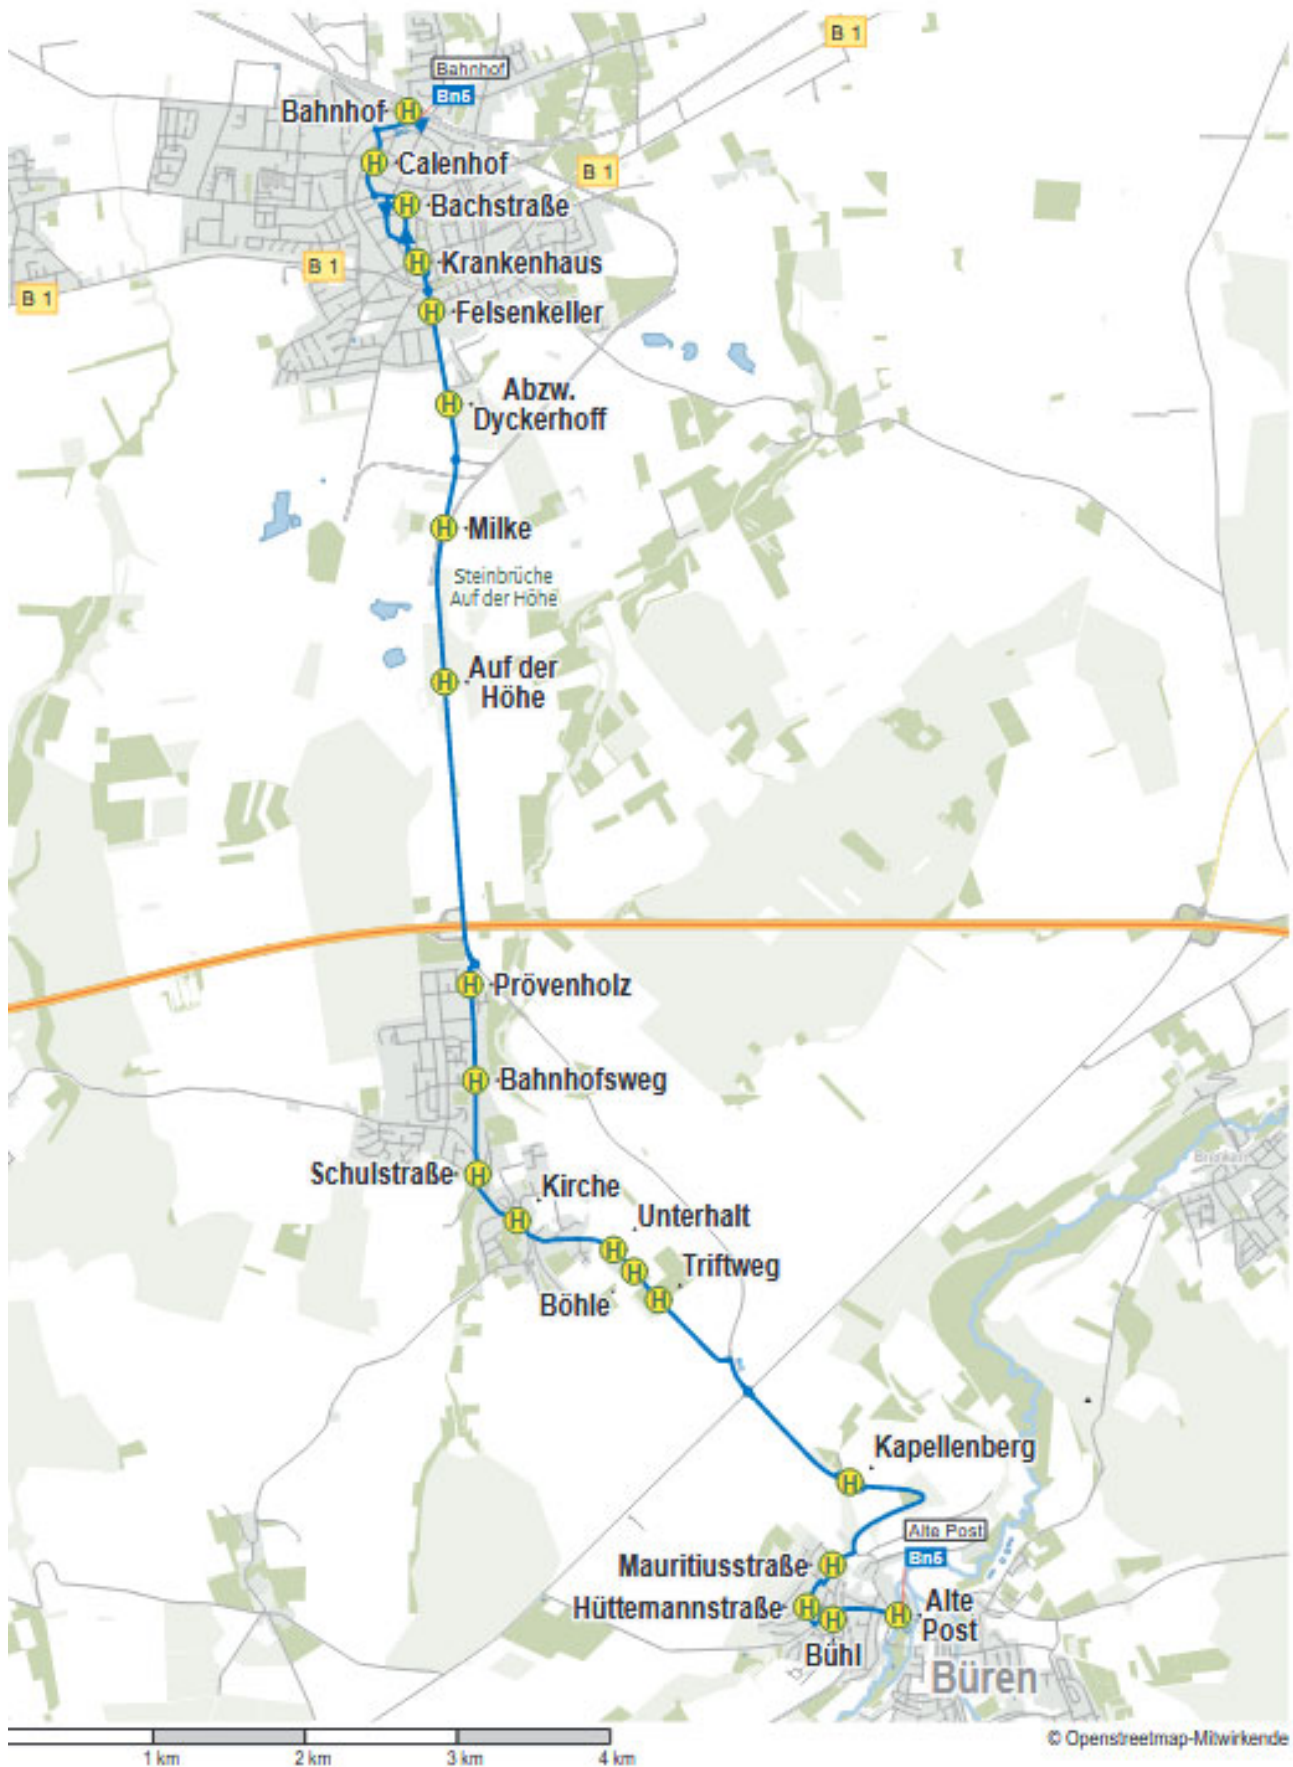 B 1
Bahnhof
Bn6
Bahnhof
Calenhof
B 1
Bachstraße
B 1
Krankenhaus
B 1
Felsenkeller
Abzw.
Dyckerhoff
Milke
Steinbrüche
Auf der Höhe
Auf der
Höhe
Prövenholz
Bahnhofsweg
Schulstraße
Kirche
Unterhalt
Triftweg
Böhle
Kapellenberg
Alte Post
Bn6
Mauritiusstraße
Hüttemannstraße
Alte
Post
Bühl
Büren
1 km
2 km
3 km
4 km
© Openstreetmap-Mitwirkende